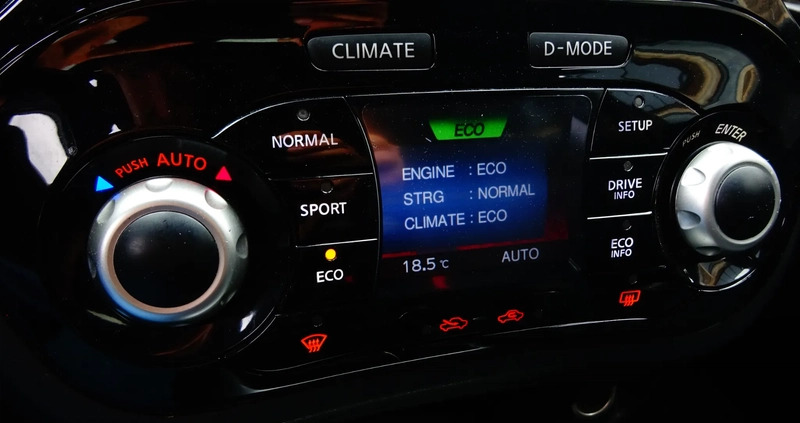 CLIMATE
D-MODE
PUSH AUTO
NORMAL
SPORT
ECO
ECO
ENGINE : ECO
STRG : NORMAL
CLIMATE : ECO
18.5 °C AUTO
SETUP
DRIVE
INFO
ECO
INFO
PUSH ENTER